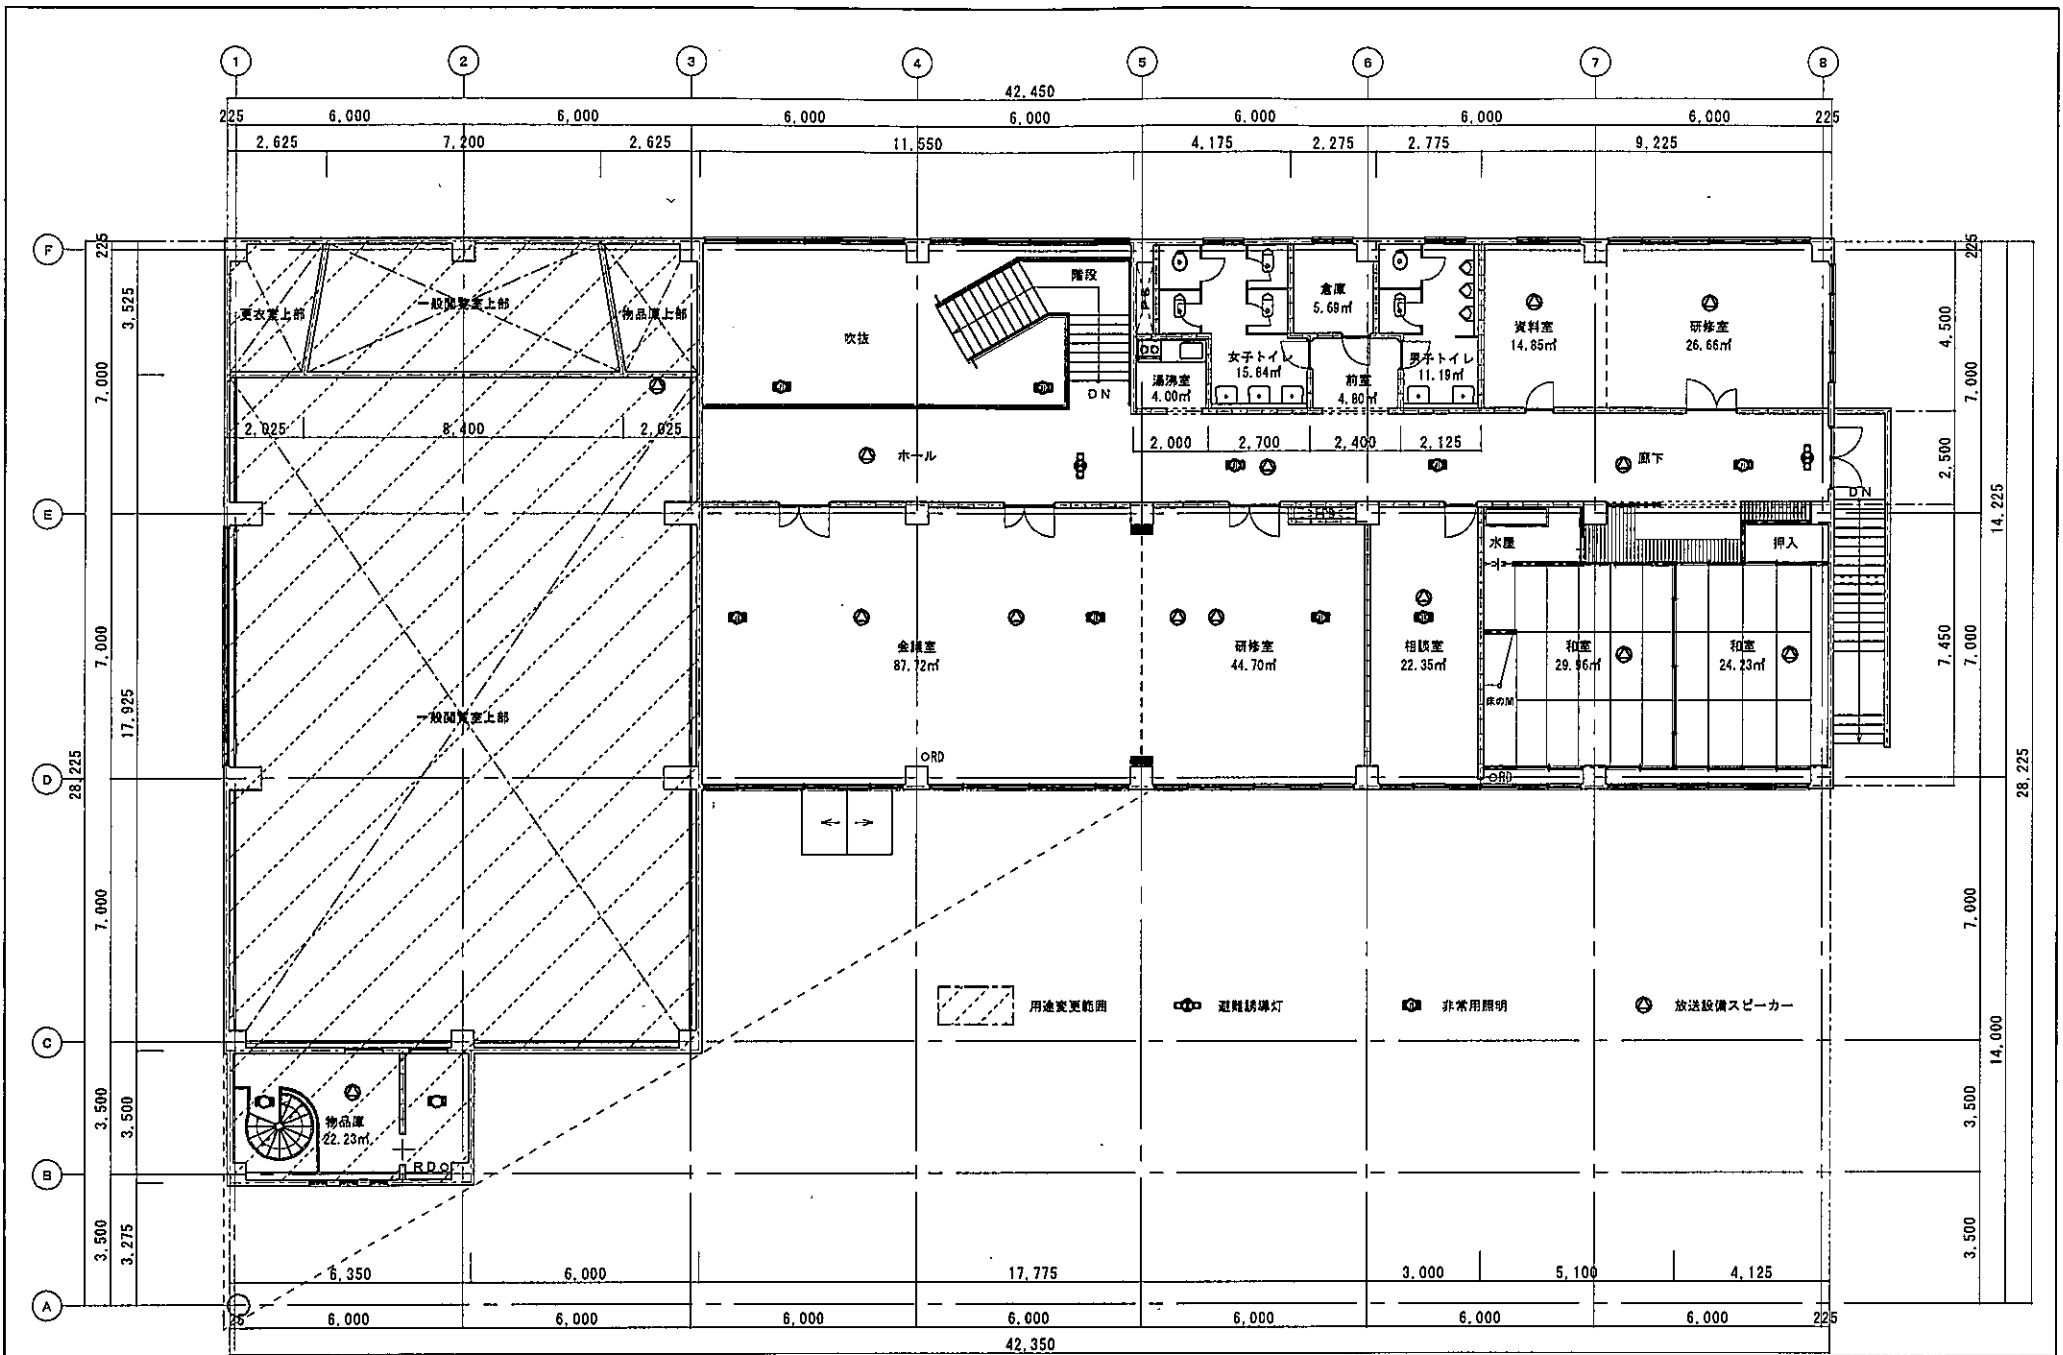 1 2 3 4 5 6 7 8
42.450
225 6,000 6,000 6,000 6,000 6,000 6,000 6,000 225
2,625 7,200 2,625 11,550 4,175 2,275 2,775 9,225
F
225
225
3,525
7,000
4,500
7,000
階段
PS
更衣室上部
一般閲覧室上部
物品庫上部
吹抜
倉庫
5.69㎡
資料室
14.85㎡
研修室
26.66㎡
女子トイレ
15.84㎡
男子トイレ
11.19㎡
湯沸室
4.00㎡
前室
4.80㎡
DN
2,025 8,400 2,025
2,000 2,700 2,400 2,125
ホール
廊下
2,500
DN
E
14,225
水屋
押入
会議室
87.72㎡
研修室
44.70㎡
相談室
22.35㎡
和室
29.96㎡
和室
24.23㎡
床の間
7,000
17,925
7,450
7,000
一般閲覧室上部
RD
RD
D
28,225
28,225
7,000
7,000
用途変更範囲
避難誘導灯
非常用照明
放送設備スピーカー
C
14,000
3,500
3,500
3,500
物品庫
22.23㎡
RD
B
3,500
3,275
3,500
6,350 6,000 17,775 3,000 5,100 4,125
A
6,000 6,000 6,000 6,000 6,000 6,000 6,000 225
42,350